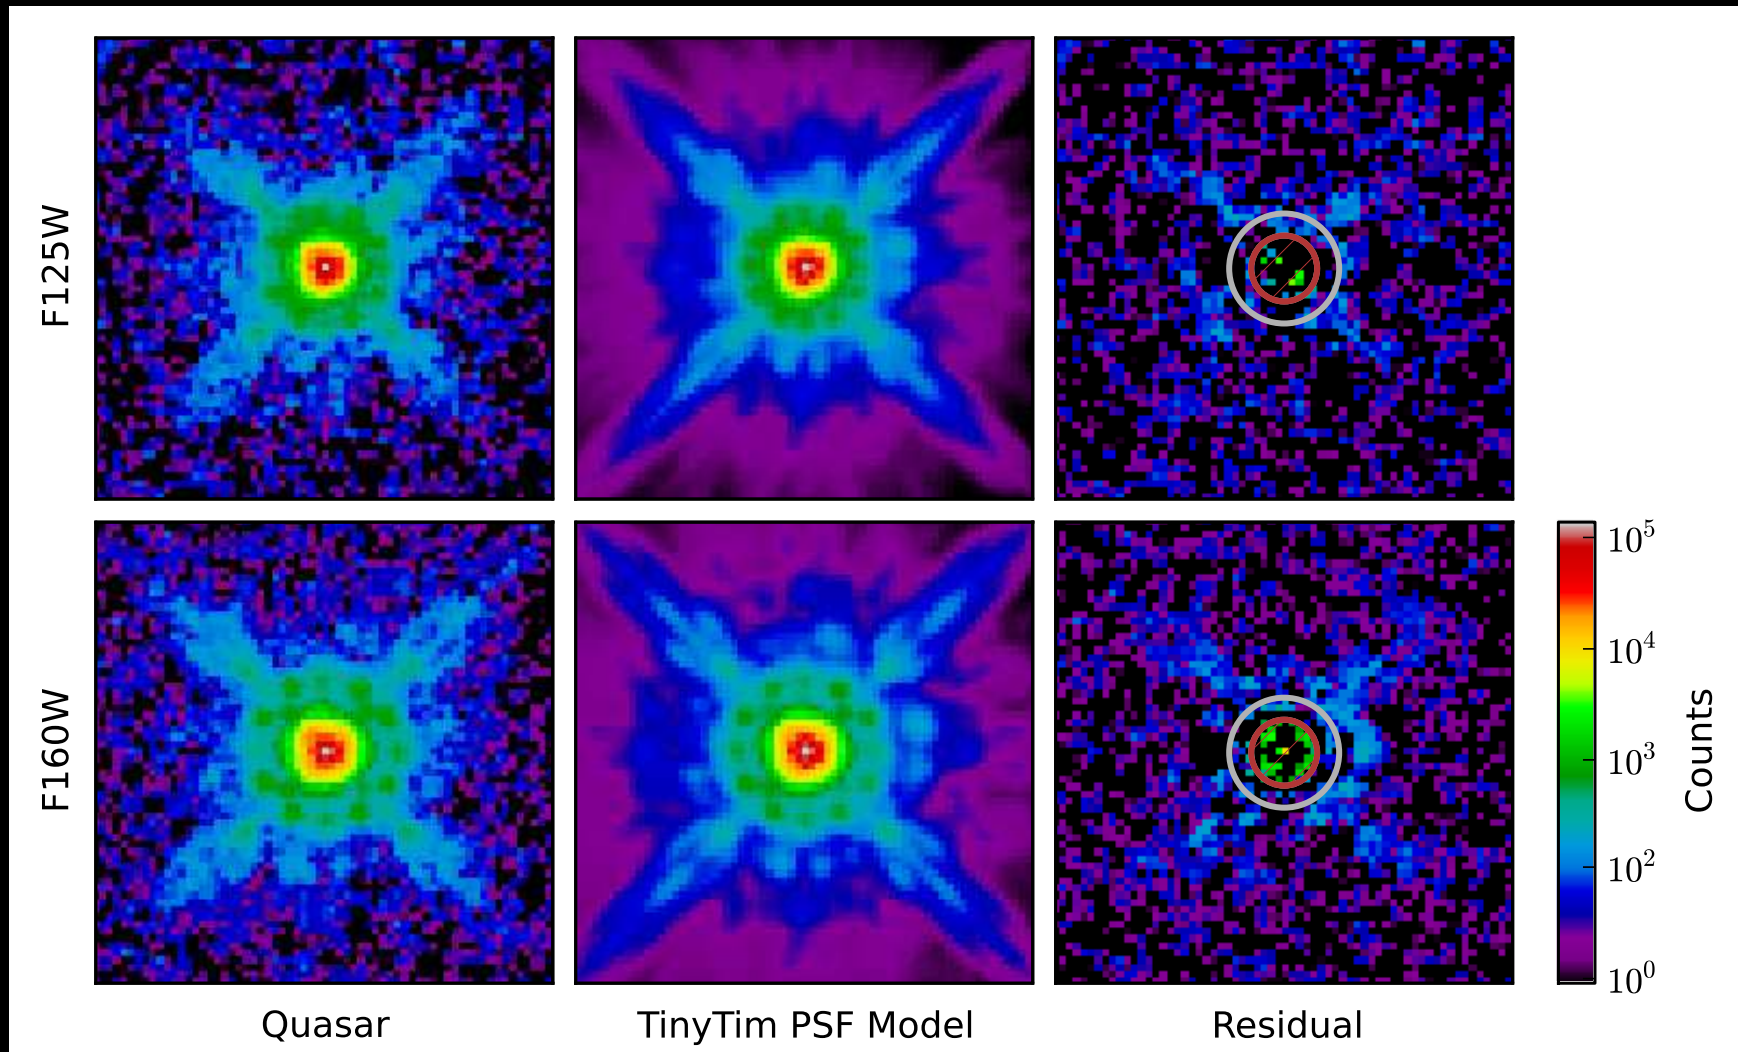 F125W
F160W
10^5
10^4
10^3
10^2
10^0
Counts
Quasar
TinyTim PSF Model
Residual